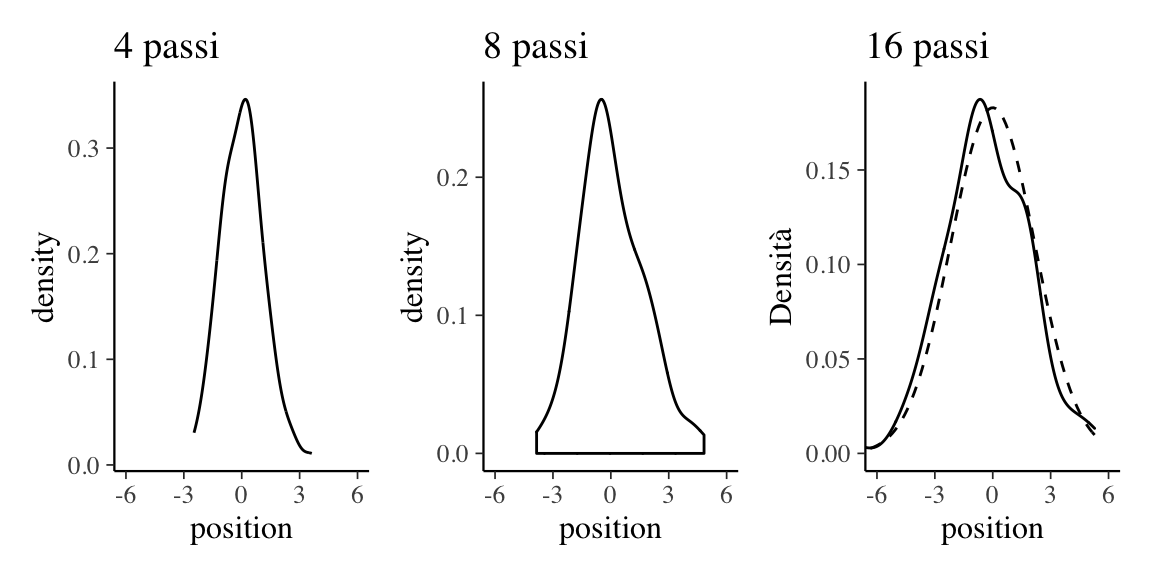 4 passi
0.3
0.2
0.1
0.0
-6 -3 0 3 6
position
density
8 passi
0.2
0.1
0.0
-6 -3 0 3 6
position
density
16 passi
0.15
0.10
0.05
0.00
-6 -3 0 3 6
position
Densità